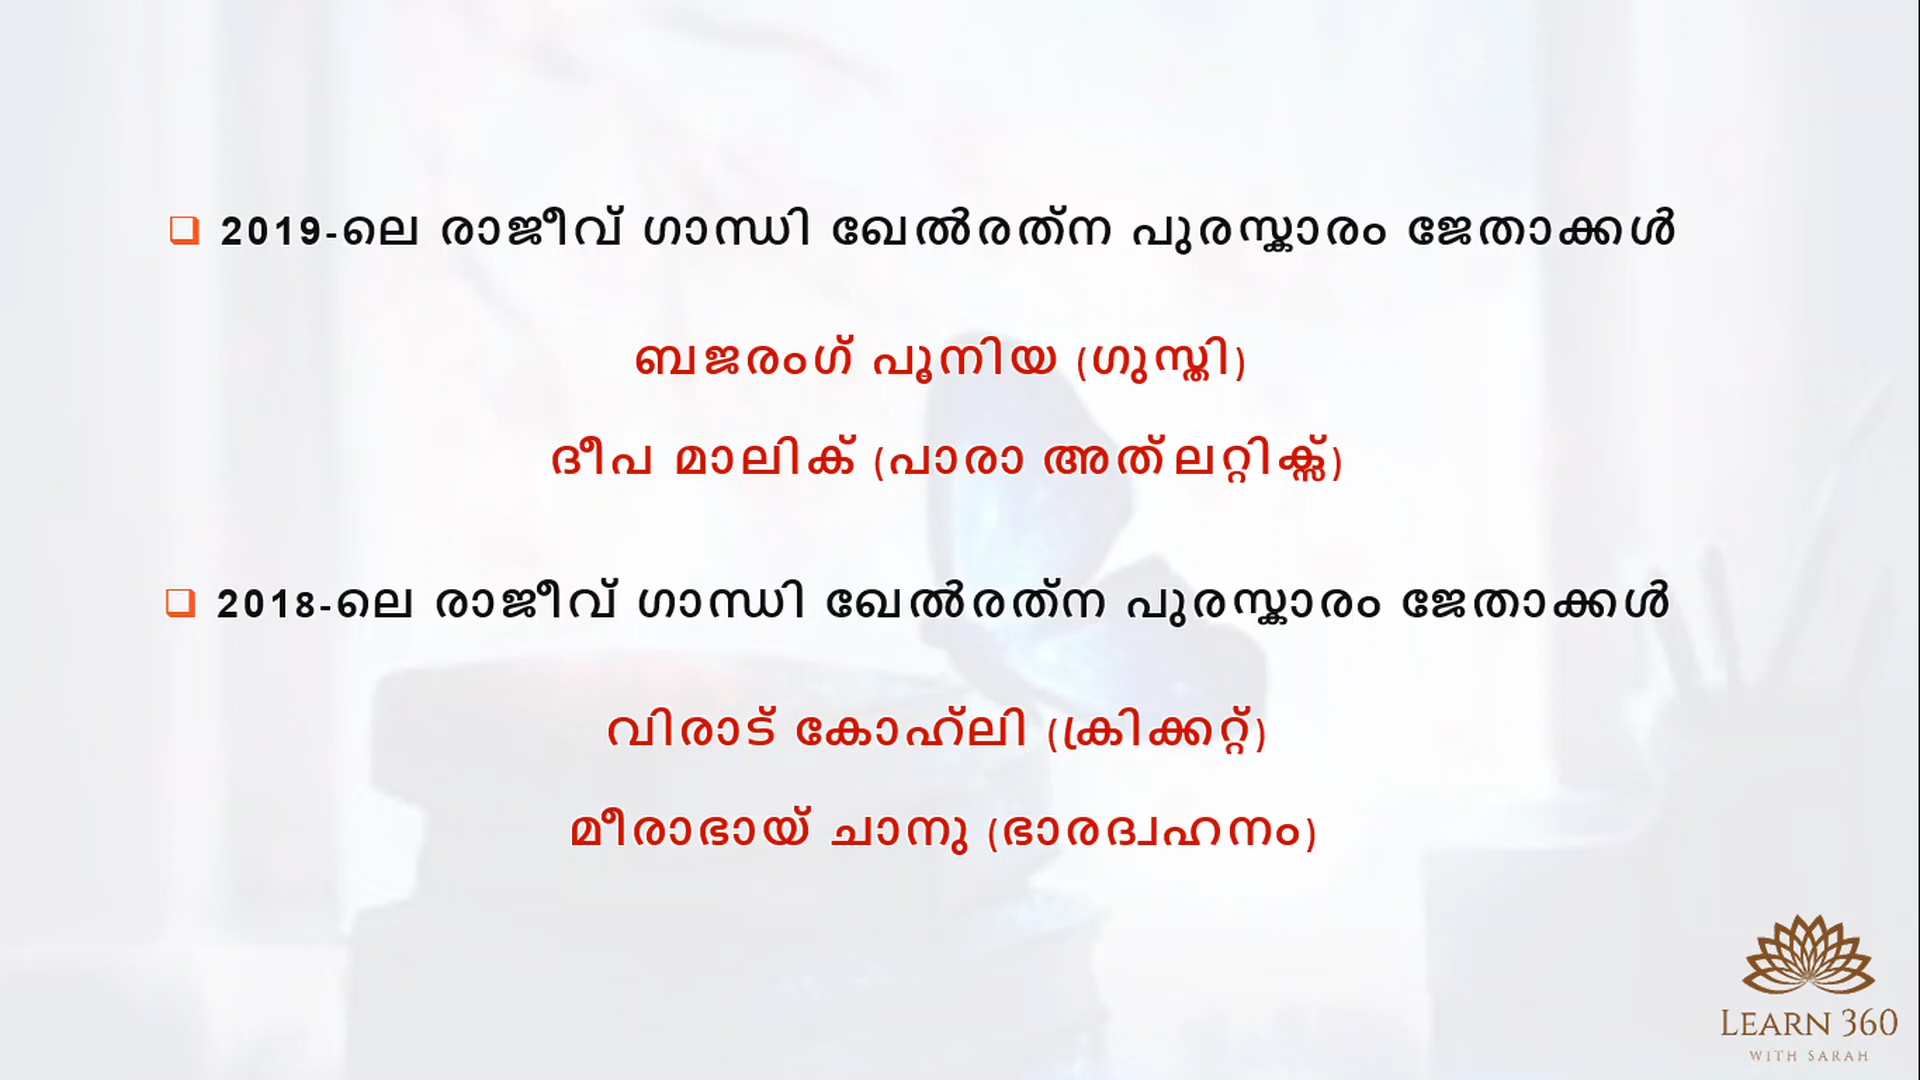 ❑ 2019-ലെ രാജീവ് ഗാന്ധി ഖേൽരത്ന പുരസ്കാരം ജേതാക്കൾ
ബജരംഗ് പൂനിയ (ഗുസ്തി)
ദീപ മാലിക് (പാരാ അത്‌ലറ്റിക്സ്)
❑ 2018-ലെ രാജീവ് ഗാന്ധി ഖേൽരത്ന പുരസ്കാരം ജേതാക്കൾ
വിരാട് കോഹ്‌ലി (ക്രിക്കറ്റ്)
മീരാഭായ് ചാനു (ഭാരദ്വഹനം)
LEARN 360
WITH SARAH